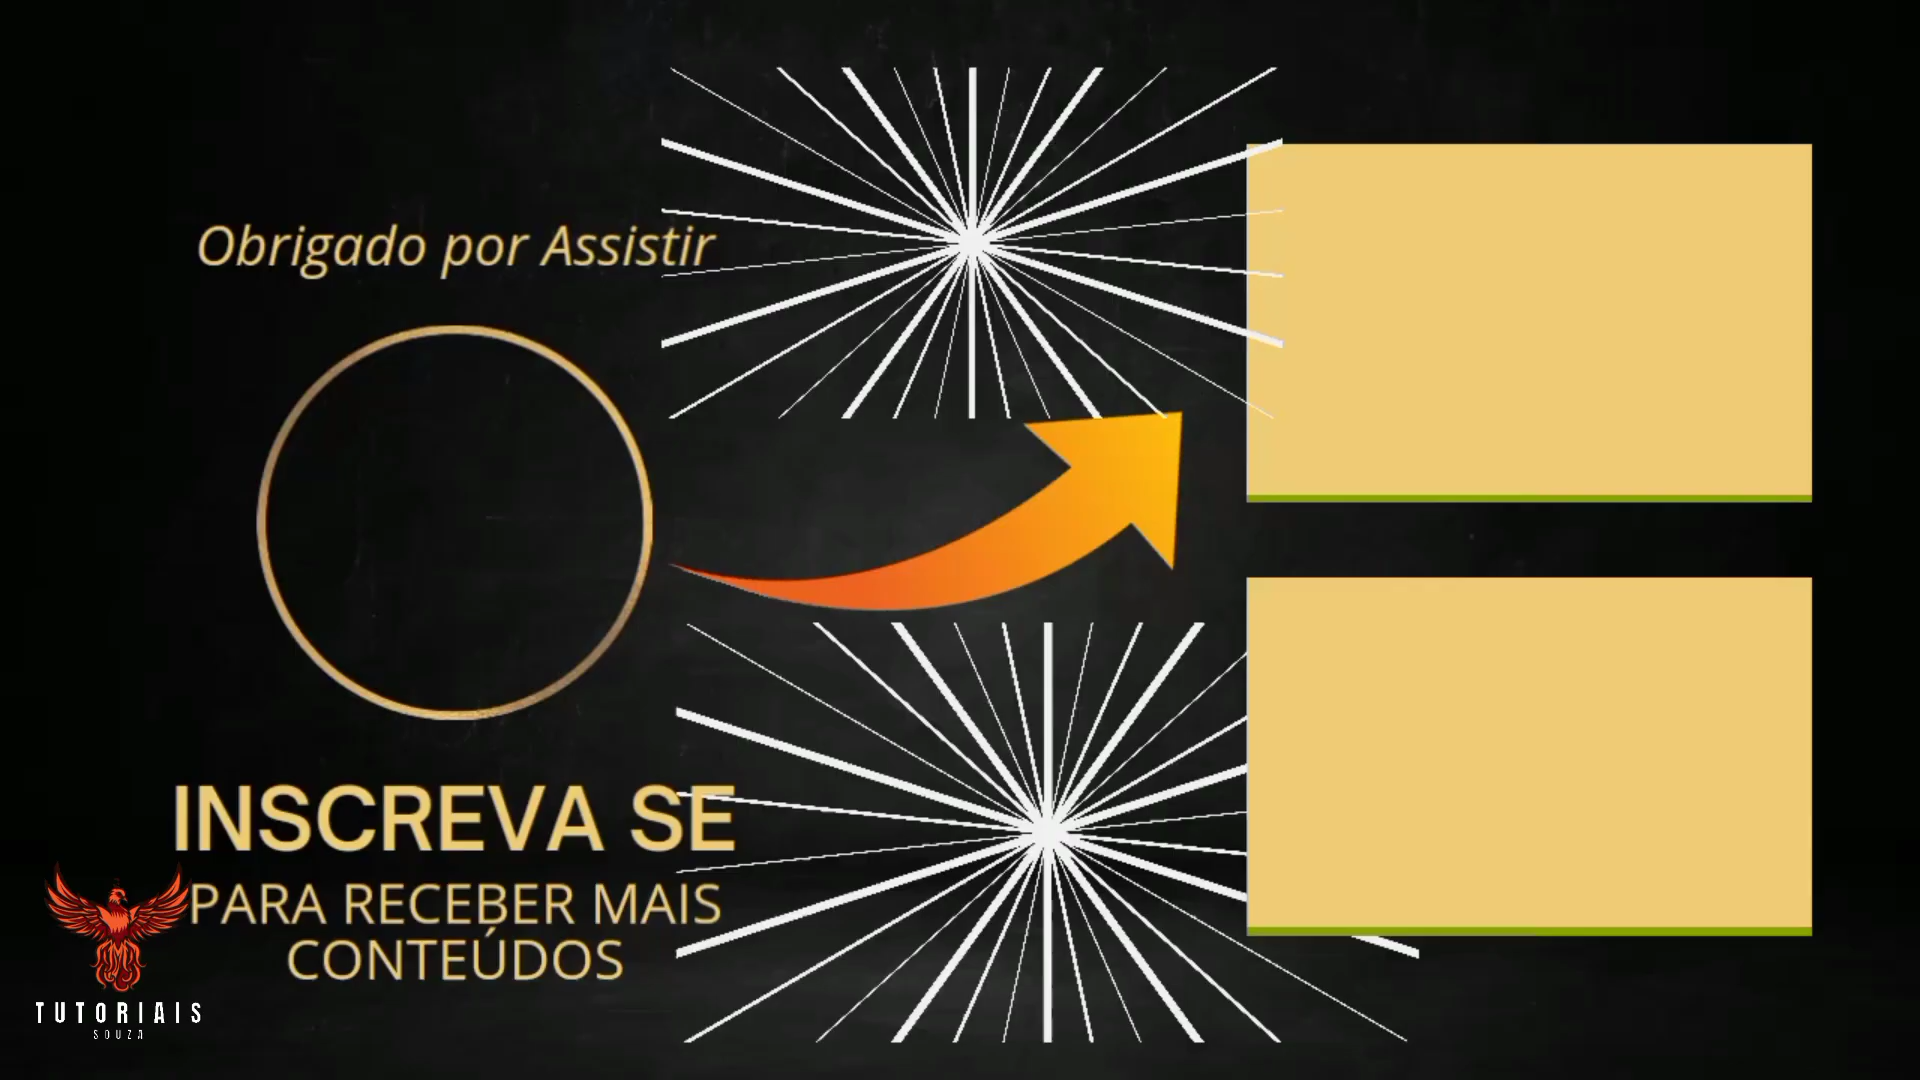 Obrigado por Assistir
INSCREVA SE
PARA RECEBER MAIS
CONTEÚDOS
TUTORIAIS
SOUZA